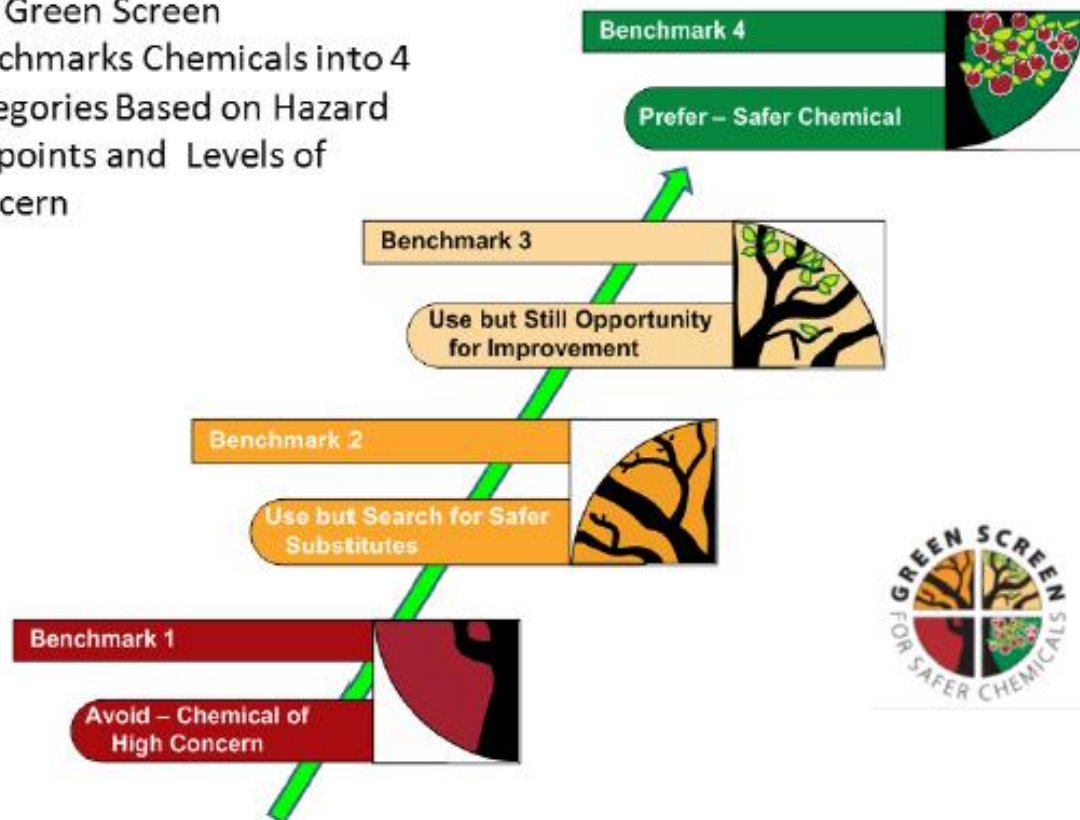 Green Screen
chmarks Chemicals into 4
egories Based on Hazard
points and Levels of
cern
Benchmark 4
Prefer – Safer Chemical
Benchmark 3
Use but Still Opportunity
for Improvement
Benchmark 2
Use but Search for Safer
Substitutes
Benchmark 1
Avoid – Chemical of
High Concern
GREEN SCREEN
FOR SAFER CHEMICALS